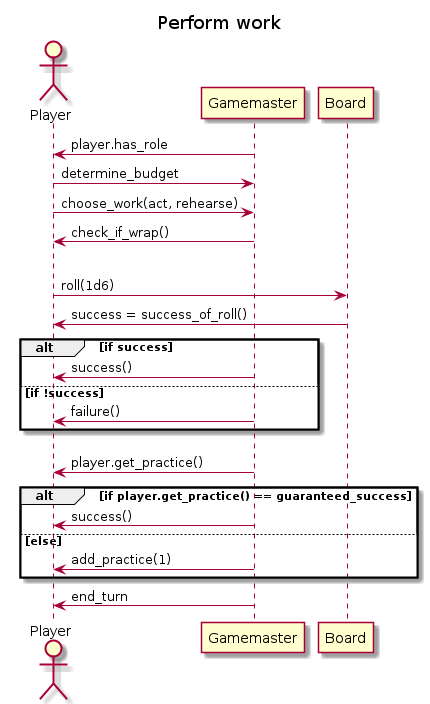 Perform work
Player
Gamemaster
Board
player.has_role
determine_budget
choose_work(act, rehearse)
check_if_wrap()
roll(1d6)
success = success_of_roll()
alt [if success]
success()
[if !success]
failure()
player.get_practice()
alt [if player.get_practice() == guaranteed_success]
success()
[else]
add_practice(1)
end_turn
Player
Gamemaster
Board